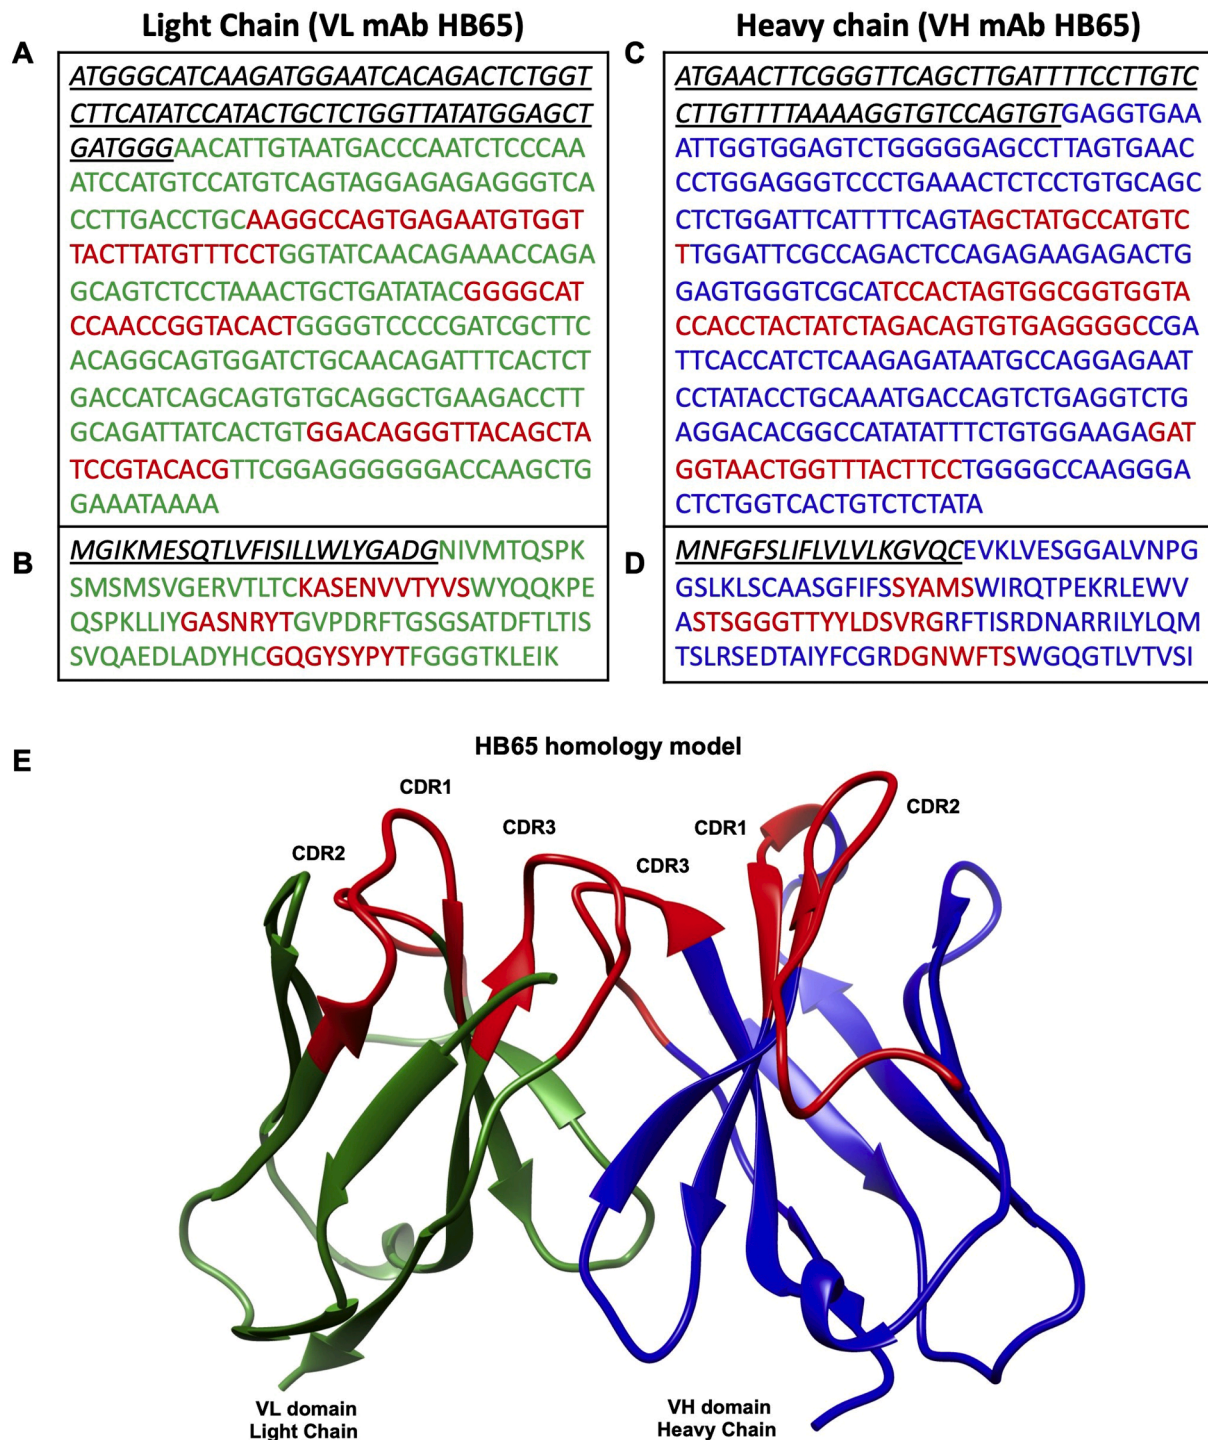 Light Chain (VL mAb HB65)
A
ATGGGCATCAAGATGGAATCACAGACTCTGGT
CTTCATATCCATACTGCTCTGGTTATATGGAGCT
GATGGGAACATTGTAATGACCCAATCTCCCAA
ATCCATGTCCATGTCAGTAGGAGAGAGGGTCA
CCTTGACCTGCAAGGCCAGTGAGAATGTGGT
TACTTATGTTTCCTGGTATCAACAGAAACCAGA
GCAGTCTCCTAAACTGCTGATATACGGGGCAT
CCAACCGGTACACTGGGGTCCCCGATCGCTTC
ACAGGCAGTGGATCTGCAACAGATTTCACTCT
GACCATCAGCAGTGTGCAGGCTGAAGACCTT
GCAGATTATCACTGTGGACAGGGTTACAGCTA
TCCGTACACGTTCGGAGGGGGGACCAAGCTG
GAAATAAAA
B
MGIKMESQTLVFISILLWLYGADGNIVMTQSPK
SMSMSVGERVTLTCKASENVVTYVSWYQQKPE
QSPKLLIYGASNRYTGVPDRFTGSGSATDFTLTIS
SVQAEDLADYHCGQGYSYPYTFGGGTKLEIK
Heavy chain (VH mAb HB65)
C
ATGAACTTCGGGTTCAGCTTGATTTTCCTTGTC
CTTGTTTTAAAAGGTGTCCAGTGTGAGGTGAA
ATTGGTGGAGTCTGGGGGAGCCTTAGTGAAC
CCTGGAGGGTCCCTGAAACTCTCCTGTGCAGC
CTCTGGATTCATTTTCAGTAGCTATGCCATGTC
TTGGATTCGCCAGACTCCAGAGAAGAGACTG
GAGTGGGTCGCATCCACTAGTGGCGGTGGTA
CCACCTACTATCTAGACAGTGTGAGGGGCCGA
TTCACCATCTCAAGAGATAATGCCAGGAGAAT
CCTATACCTGCAAATGACCAGTCTGAGGTCTG
AGGACACGGCCATATATTTCTGTGGAAGAGAT
GGTAACTGGTTTACTTCCTGGGGCCAAGGGA
CTCTGGTCACTGTCTCTATA
D
MNFGFSLIFLVLVLKGVQCEVKLVESGGALVNPG
GSLKLSCAASGFIFSSYAMSWIRQTPEKRLEWV
ASTSGGGTTYYLDSVRGRFTISRDNARRILYLQM
TSLRSEDTAIYFCGRDGNWFTSWGQGTLVTVSI
E
HB65 homology model
CDR1
CDR2
CDR3
CDR1
CDR2
CDR3
VL domain
Light Chain
VH domain
Heavy Chain